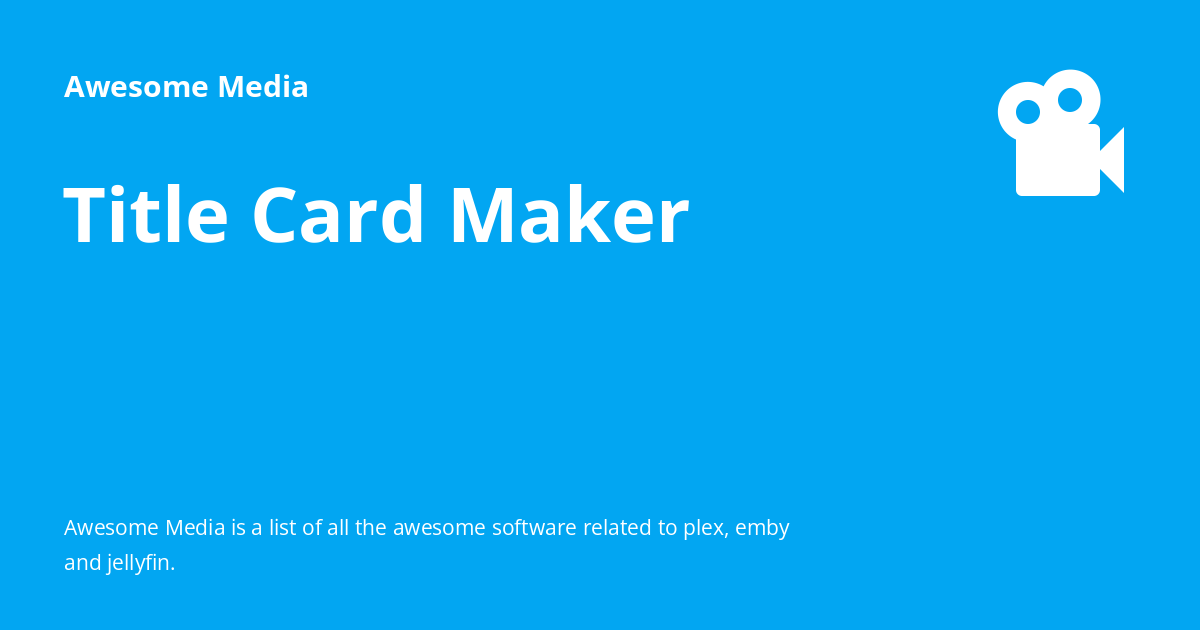 Awesome Media
Title Card Maker
Awesome Media is a list of all the awesome software related to plex, emby
and jellyfin.